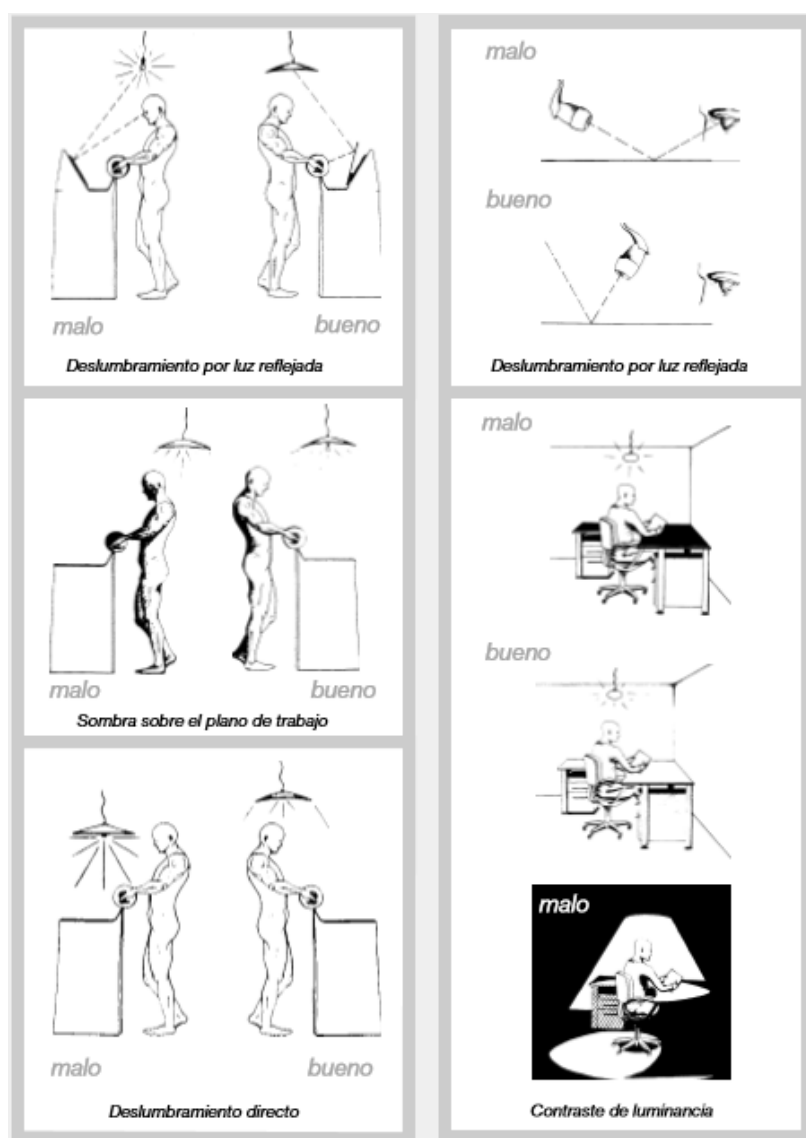 malo bueno
Deslumbramiento por luz reflejada
malo bueno
Sombra sobre el plano de trabajo
malo bueno
Deslumbramiento directo
malo
bueno
Deslumbramiento por luz reflejada
malo
bueno
malo
Contraste de luminancia